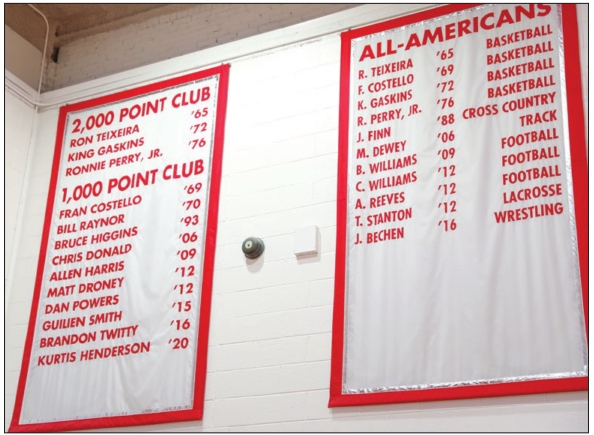 2,000 POINT CLUB
RON TEIXEIRA '65
KING GASKINS '72
RONNIE PERRY, JR. '76
1,000 POINT CLUB
FRAN COSTELLO '69
BILL RAYNOR '70
BRUCE HIGGINS '93
CHRIS DONALD '06
ALLEN HARRIS '09
MATT DRONEY '12
DAN POWERS '12
GUILIEN SMITH '15
BRANDON TWITTY '16
KURTIS HENDERSON '20
ALL-AMERICANS
R. TEIXEIRA '65 BASKETBALL
F. COSTELLO '69 BASKETBALL
K. GASKINS '72 BASKETBALL
R. PERRY, JR. '76 BASKETBALL
J. FINN '88 CROSS COUNTRY
M. DEWEY '06 TRACK
B. WILLIAMS '09 FOOTBALL
C. WILLIAMS '12 FOOTBALL
A. REEVES '12 FOOTBALL
T. STANTON '12 LACROSSE
J. BECHEN '16 WRESTLING